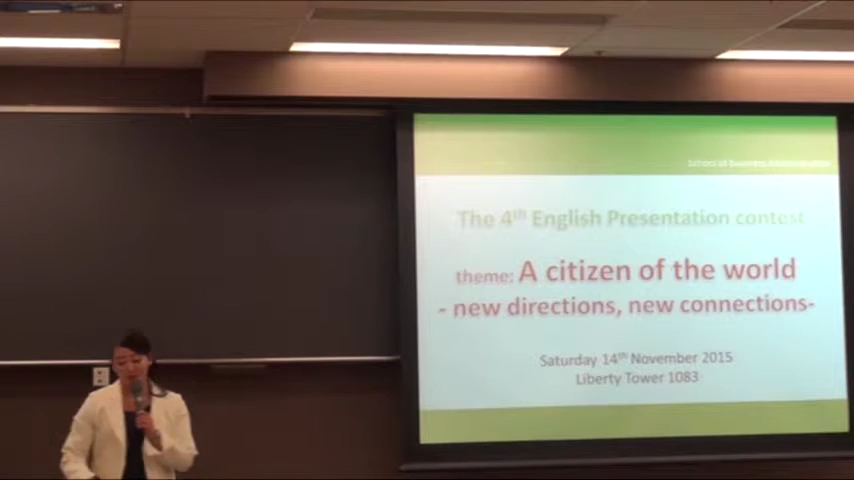 School of Business Administration
The 4th English Presentation contest
theme: A citizen of the world
- new directions, new connections-
Saturday 14th November 2015
Liberty Tower 1083